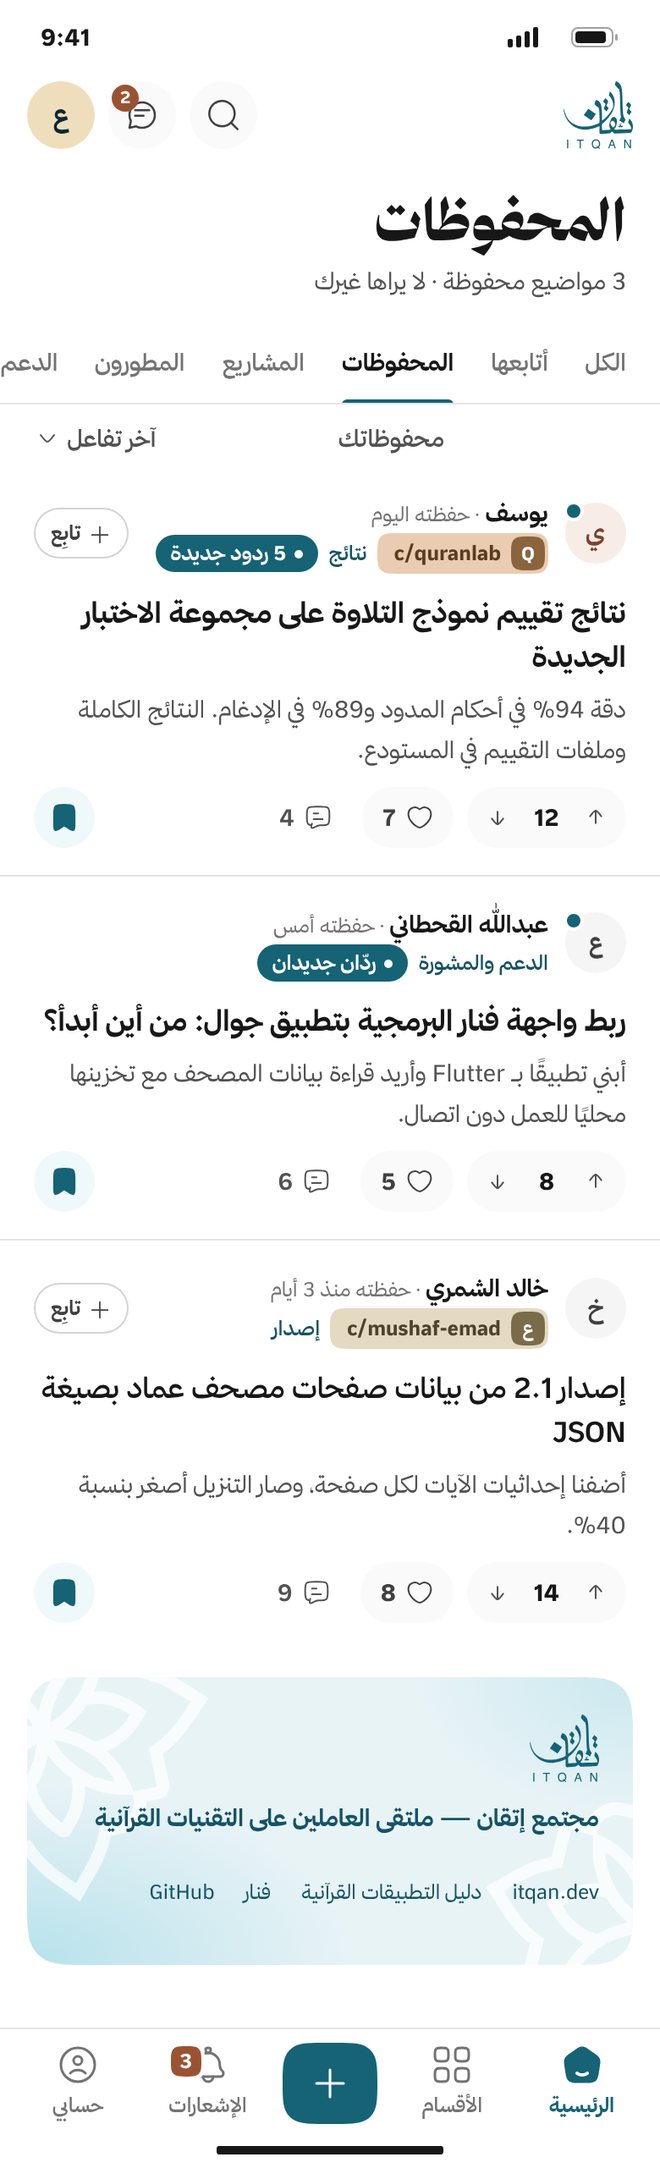 9:41
إتقان
ITQAN
2
ع
المحفوظات
3 مواضيع محفوظة · لا يراها غيرك
الكل أتابعها المحفوظات المشاريع المطورون الدعم
محفوظاتك
آخر تفاعل
ي
يوسف · حفظته اليوم
تابِع
Q c/quranlab نتائج 5 ردود جديدة
نتائج تقييم نموذج التلاوة على مجموعة الاختبار
الجديدة
دقة 94% في أحكام المدود و89% في الإدغام. النتائج الكاملة
وملفات التقييم في المستودع.
12 7 4
ع
عبدالله القحطاني · حفظته أمس
الدعم والمشورة ردّان جديدان
ربط واجهة فنار البرمجية بتطبيق جوال: من أين أبدأ؟
أبني تطبيقًا بـ Flutter وأريد قراءة بيانات المصحف مع تخزينها
محليًا للعمل دون اتصال.
8 5 6
خ
خالد الشمري · حفظته منذ 3 أيام
تابِع
ع c/mushaf-emad إصدار
إصدار 2.1 من بيانات صفحات مصحف عماد بصيغة
JSON
أضفنا إحداثيات الآيات لكل صفحة، وصار التنزيل أصغر بنسبة
40%.
14 8 9
إتقان
ITQAN
مجتمع إتقان — ملتقى العاملين على التقنيات القرآنية
itqan.dev دليل التطبيقات القرآنية فنار GitHub
3
الرئيسية الأقسام الإشعارات حسابي